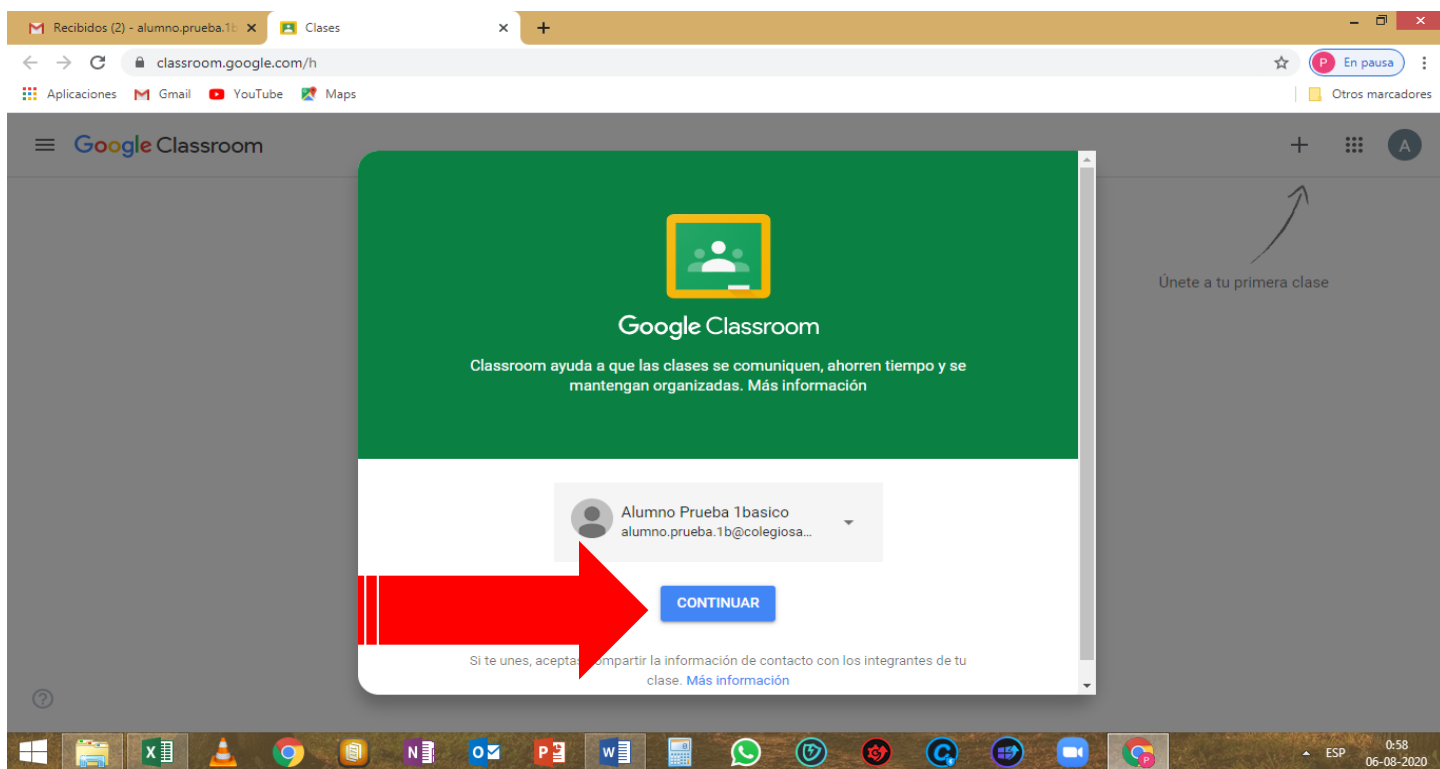 Recibidos (2) - alumno.prueba.1b
Clases
classroom.google.com/h
P En pausa
Aplicaciones Gmail YouTube Maps Otros marcadores
Google Classroom
A
Únete a tu primera clase
Google Classroom
Classroom ayuda a que las clases se comuniquen, ahorren tiempo y se
mantengan organizadas. Más información
Alumno Prueba 1basico
alumno.prueba.1b@colegiosa...
CONTINUAR
Si te unes, aceptas compartir la información de contacto con los integrantes de tu
clase. Más información
ESP
0:58
06-08-2020